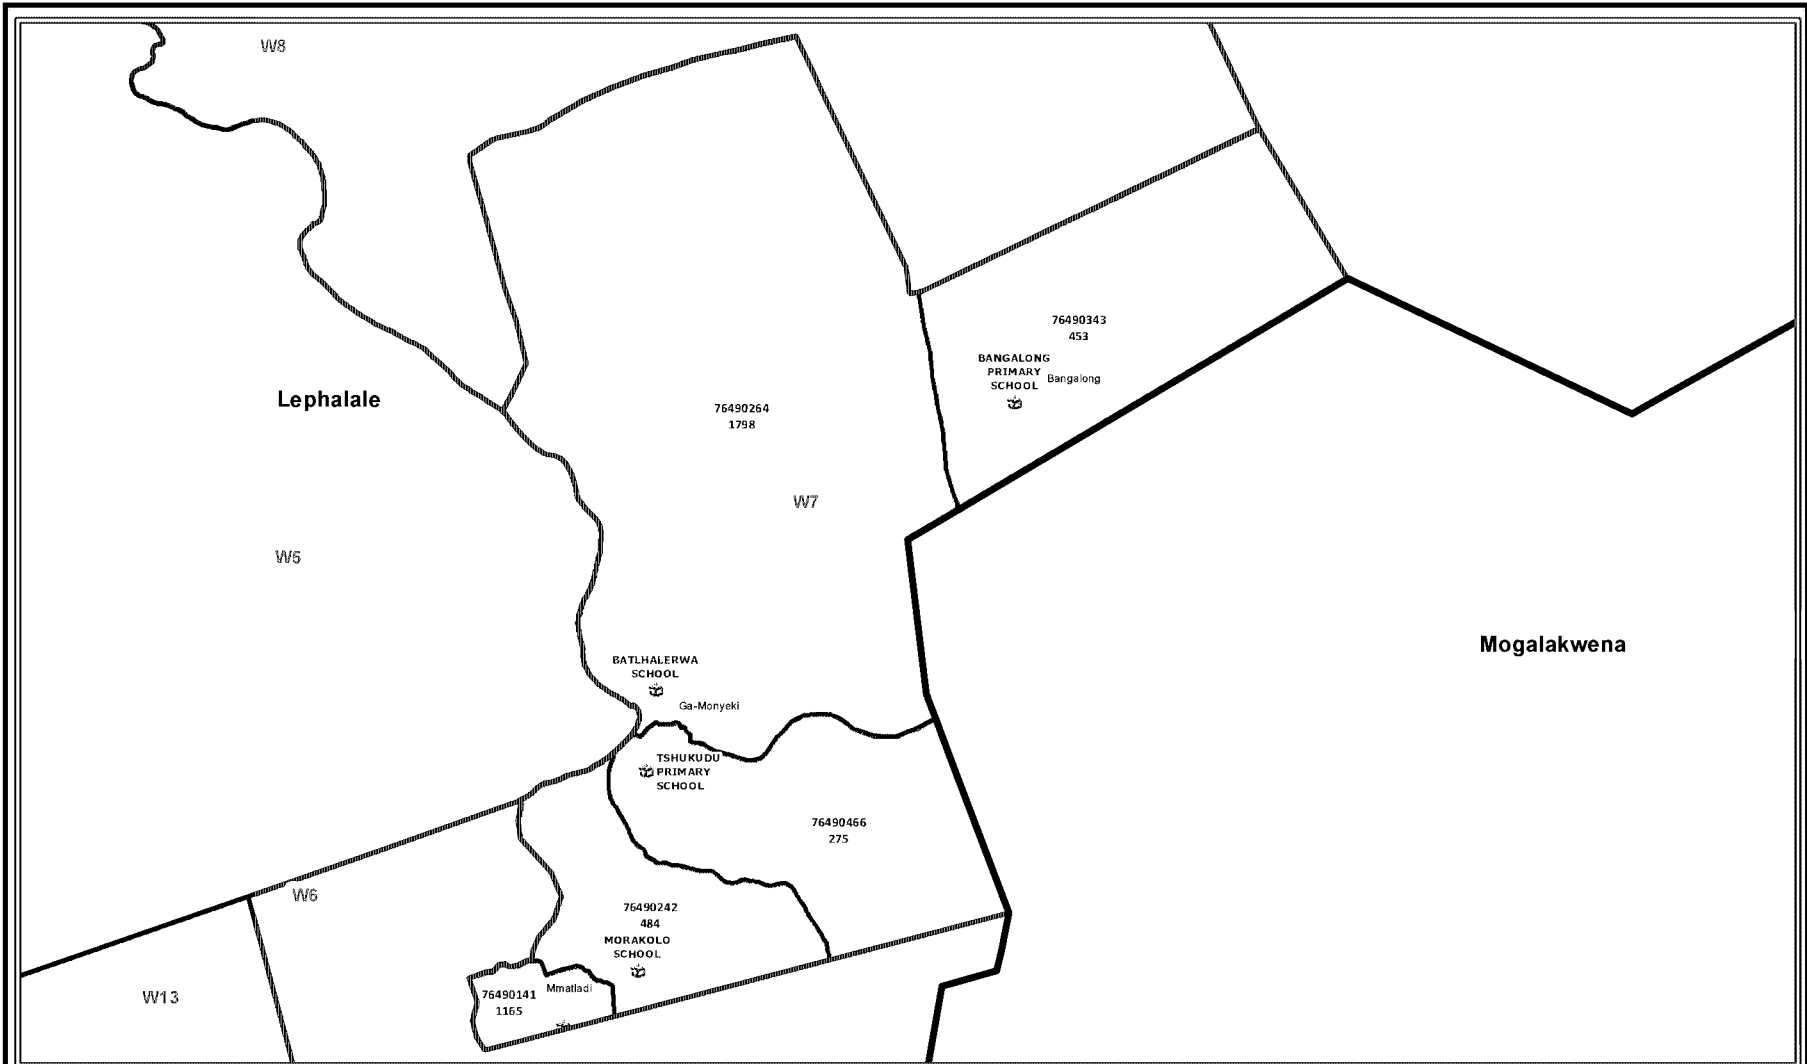 W8
76490343
453
BANGALONG
PRIMARY
SCHOOL
Bangalong
Lephalale
76490264
1798
W7
W5
Mogalakwena
BATLHALERWA
SCHOOL
Ga-Monyeki
TSHUKUDU
PRIMARY
SCHOOL
76490466
275
W6
76490242
484
MORAKOLO
SCHOOL
W13
76490141
1165
Mmatladi